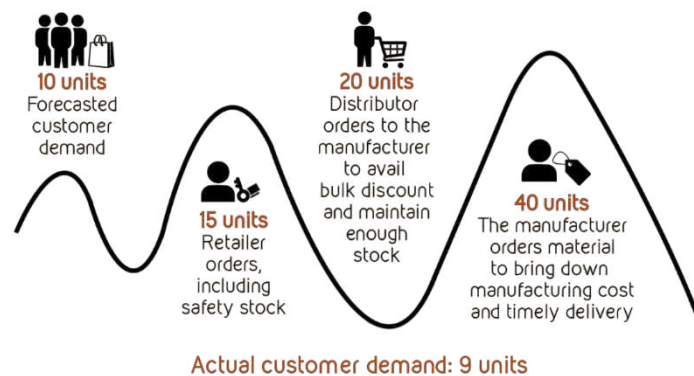 10 units
Forecasted
customer
demand
15 units
Retailer
orders,
including
safety stock
20 units
Distributor
orders to the
manufacturer
to avail
bulk discount
and maintain
enough
stock
40 units
The manufacturer
orders material
to bring down
manufacturing cost
and timely delivery
Actual customer demand: 9 units